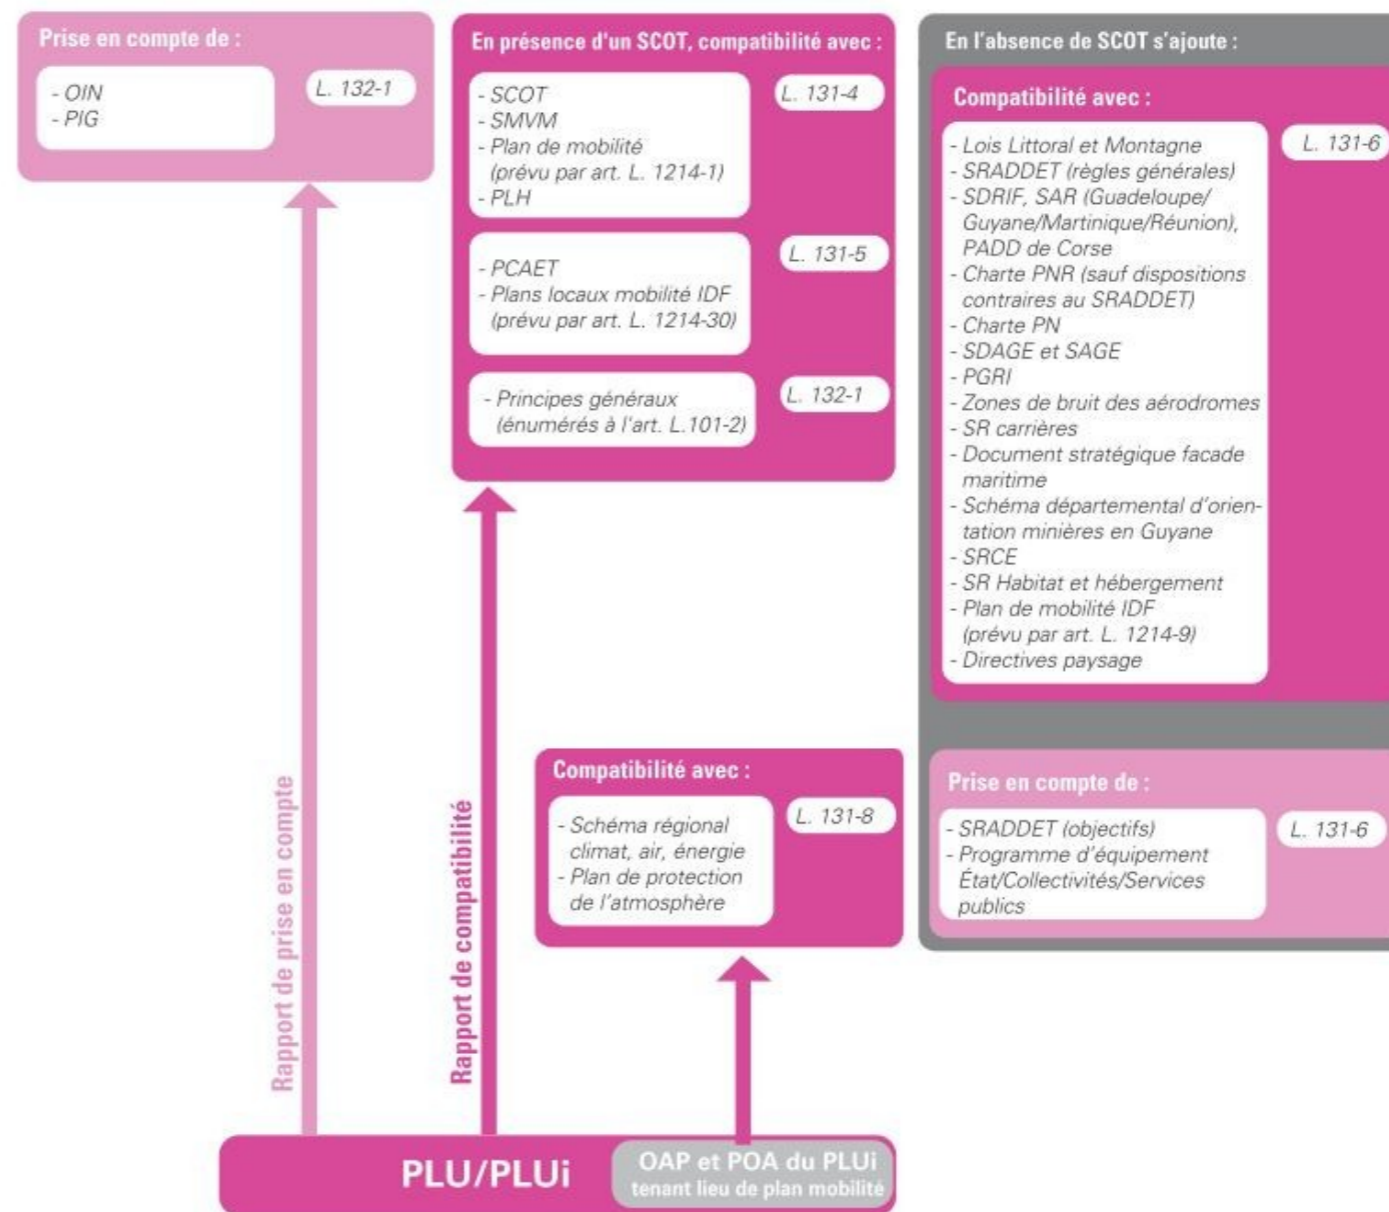 Prise en compte de :
- OIN
- PIG
L. 132-1
En présence d'un SCOT, compatibilité avec :
- SCOT
- SMVM
- Plan de mobilité
(prévu par art. L. 1214-1)
- PLH
L. 131-4
- PCAET
- Plans locaux mobilité IDF
(prévu par art. L. 1214-30)
L. 131-5
- Principes généraux
(énumérés à l'art. L.101-2)
L. 132-1
En l'absence de SCOT s'ajoute :
Compatibilité avec :
- Lois Littoral et Montagne
- SRADDET (règles générales)
- SDRIF, SAR (Guadeloupe/
Guyane/Martinique/Réunion),
PADD de Corse
- Charte PNR (sauf dispositions
contraires au SRADDET)
- Charte PN
- SDAGE et SAGE
- PGRI
- Zones de bruit des aérodromes
- SR carrières
- Document stratégique facade
maritime
- Schéma départemental d'orien-
tation minières en Guyane
- SRCE
- SR Habitat et hébergement
- Plan de mobilité IDF
(prévu par art. L. 1214-9)
- Directives paysage
L. 131-6
Prise en compte de :
- SRADDET (objectifs)
- Programme d'équipement
État/Collectivités/Services
publics
L. 131-6
Compatibilité avec :
- Schéma régional
climat, air, énergie
- Plan de protection
de l'atmosphère
L. 131-8
Rapport de prise en compte
Rapport de compatibilité
PLU/PLUi
OAP et POA du PLUi
tenant lieu de plan mobilité